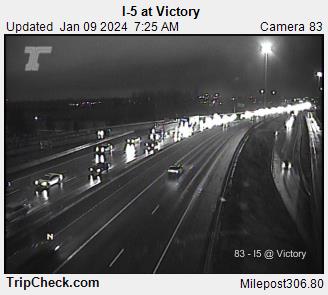 I-5 at Victory
Updated Jan 09 2024 7:25 AM Camera 83
T
N
83 - I5 @ Victory
TripCheck.com Milepost306.80